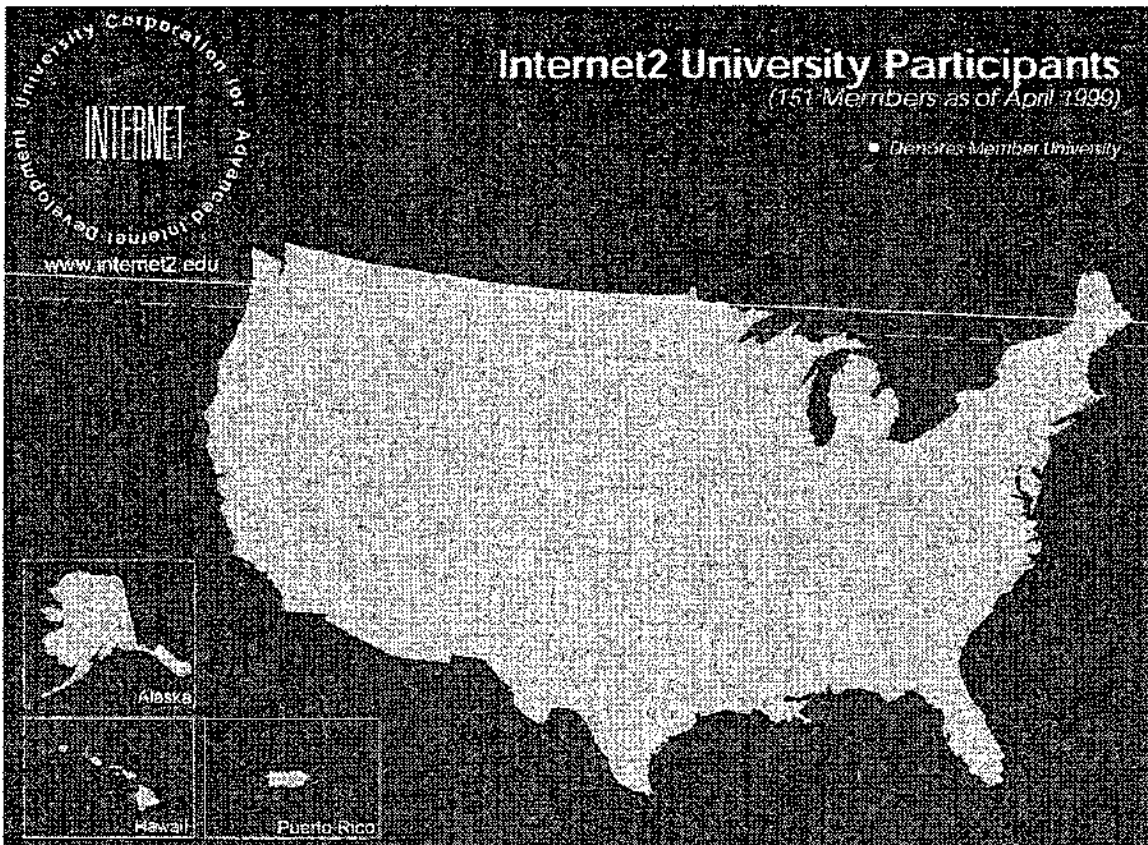 University Corporation for Advanced Internet Development
INTERNET
www.internet2.edu
Internet2 University Participants
(151 Members as of April 1999)
Denotes Member University
Alaska
Hawaii
Puerto Rico